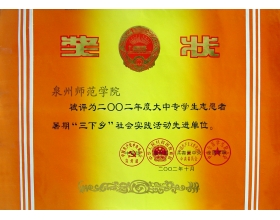 奖状
泉州师范学院
被评为二〇〇二年度大中专学生志愿者
暑期“三下乡”社会实践活动先进单位。
二〇〇二年十月